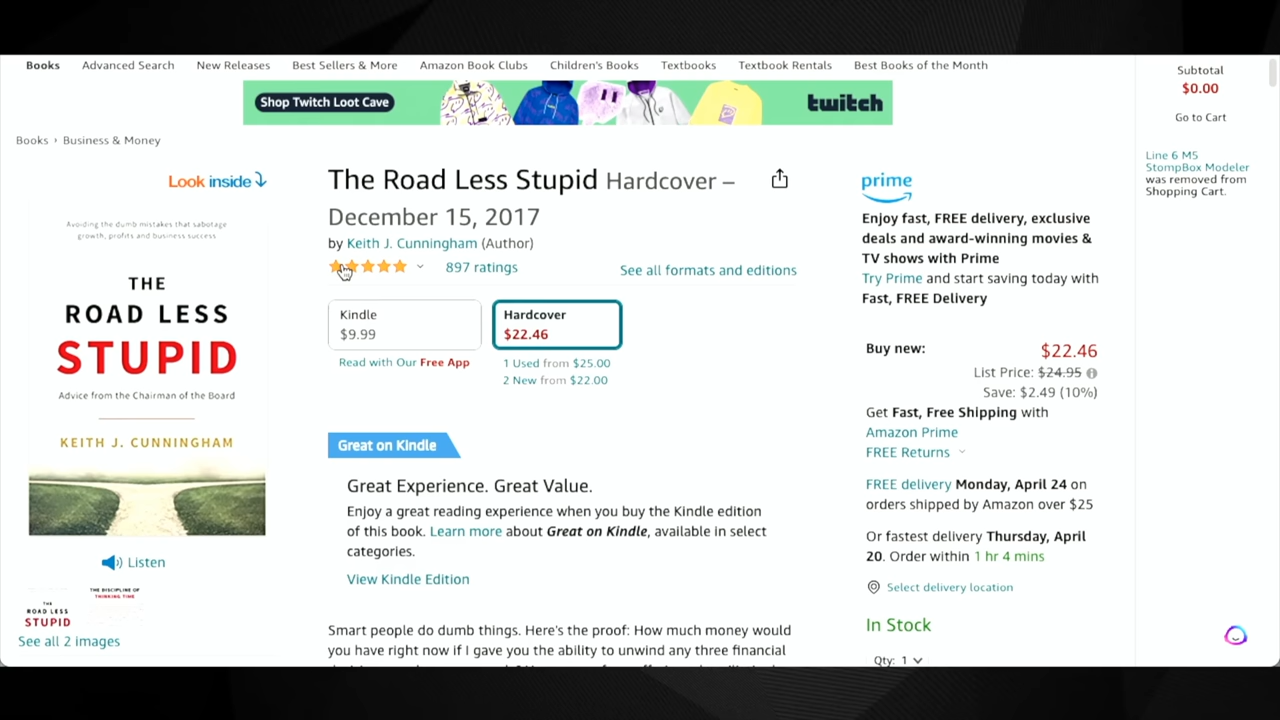 Books Advanced Search New Releases Best Sellers & More Amazon Book Clubs Children's Books Textbooks Textbook Rentals Best Books of the Month
Shop Twitch Loot Cave
twitch
Subtotal
$0.00
Go to Cart
Line 6 M5
StompBox Modeler
was removed from
Shopping Cart.
Books › Business & Money
Look inside
Avoiding the dumb mistakes that sabotage
growth, profits and business success
THE
ROAD LESS
STUPID
Advice from the Chairman of the Board
KEITH J. CUNNINGHAM
Listen
THE
ROAD LESS
STUPID
THE DISCIPLINE OF
THINKING TIME
See all 2 images
The Road Less Stupid Hardcover –
December 15, 2017
by Keith J. Cunningham (Author)
897 ratings
See all formats and editions
Kindle
$9.99
Read with Our Free App
Hardcover
$22.46
1 Used from $25.00
2 New from $22.00
Great on Kindle
Great Experience. Great Value.
Enjoy a great reading experience when you buy the Kindle edition
of this book. Learn more about Great on Kindle, available in select
categories.
View Kindle Edition
Smart people do dumb things. Here's the proof: How much money would
you have right now if I gave you the ability to unwind any three financial
prime
Enjoy fast, FREE delivery, exclusive
deals and award-winning movies &
TV shows with Prime
Try Prime and start saving today with
Fast, FREE Delivery
Buy new: $22.46
List Price: $24.95
Save: $2.49 (10%)
Get Fast, Free Shipping with
Amazon Prime
FREE Returns
FREE delivery Monday, April 24 on
orders shipped by Amazon over $25
Or fastest delivery Thursday, April
20. Order within 1 hr 4 mins
Select delivery location
In Stock
Qty: 1